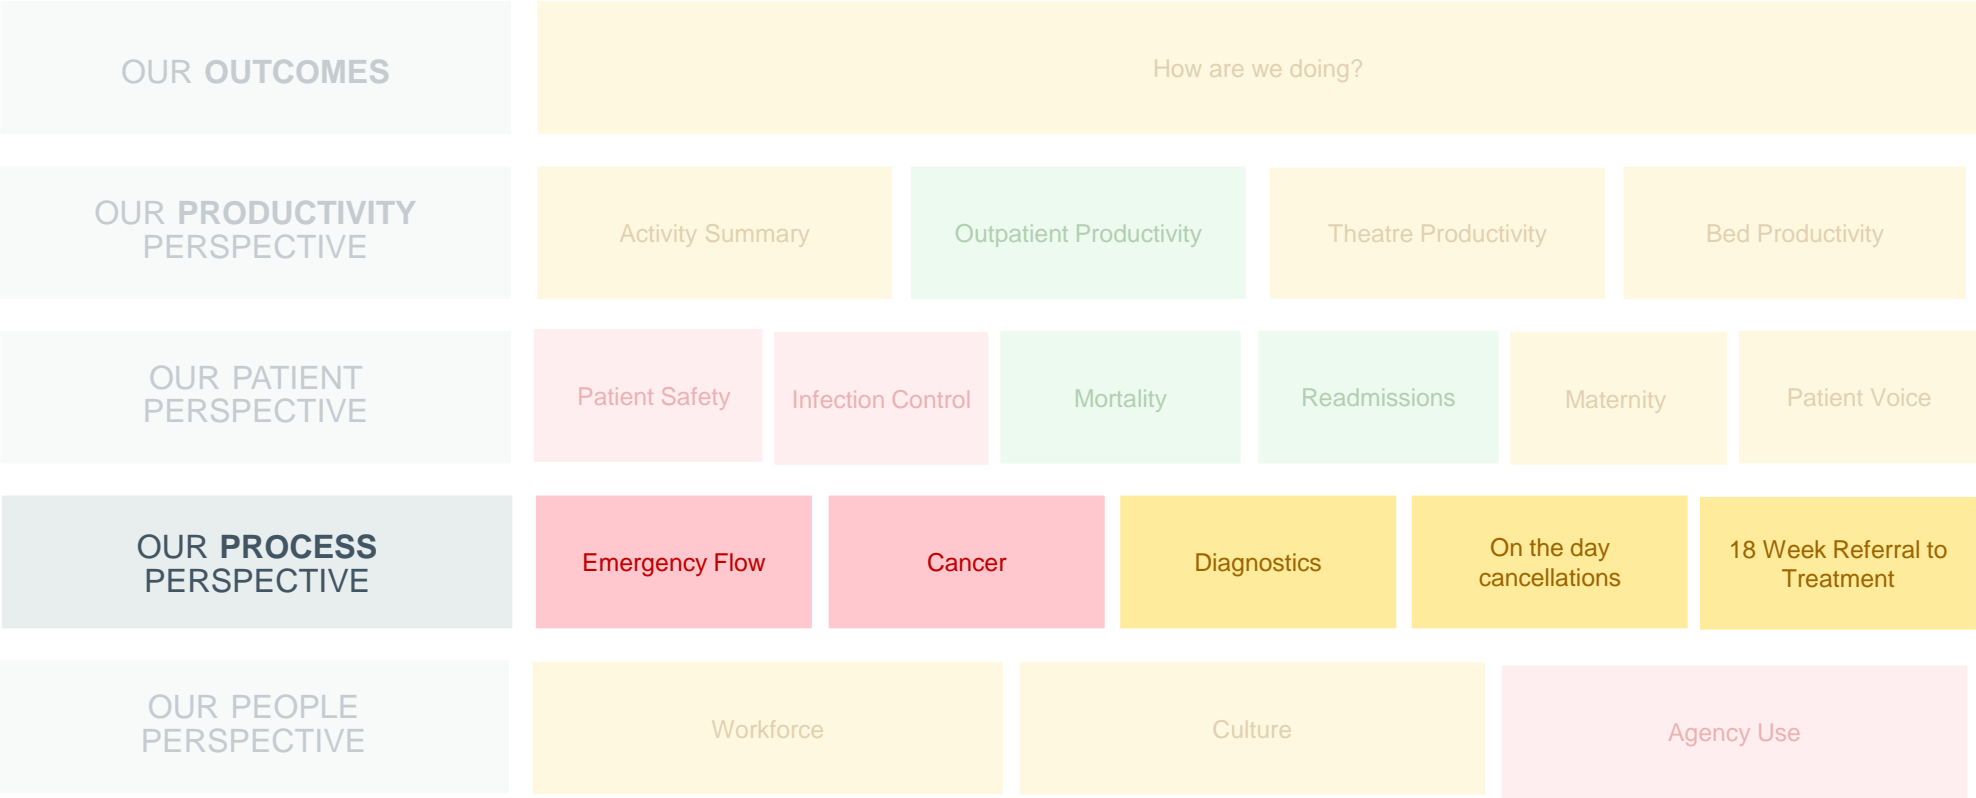 OUR OUTCOMES
How are we doing?
OUR PRODUCTIVITY
PERSPECTIVE
Activity Summary
Outpatient Productivity
Theatre Productivity
Bed Productivity
OUR PATIENT
PERSPECTIVE
Patient Safety
Infection Control
Mortality
Readmissions
Maternity
Patient Voice
OUR PROCESS
PERSPECTIVE
Emergency Flow
Cancer
Diagnostics
On the day
cancellations
18 Week Referral to
Treatment
OUR PEOPLE
PERSPECTIVE
Workforce
Culture
Agency Use